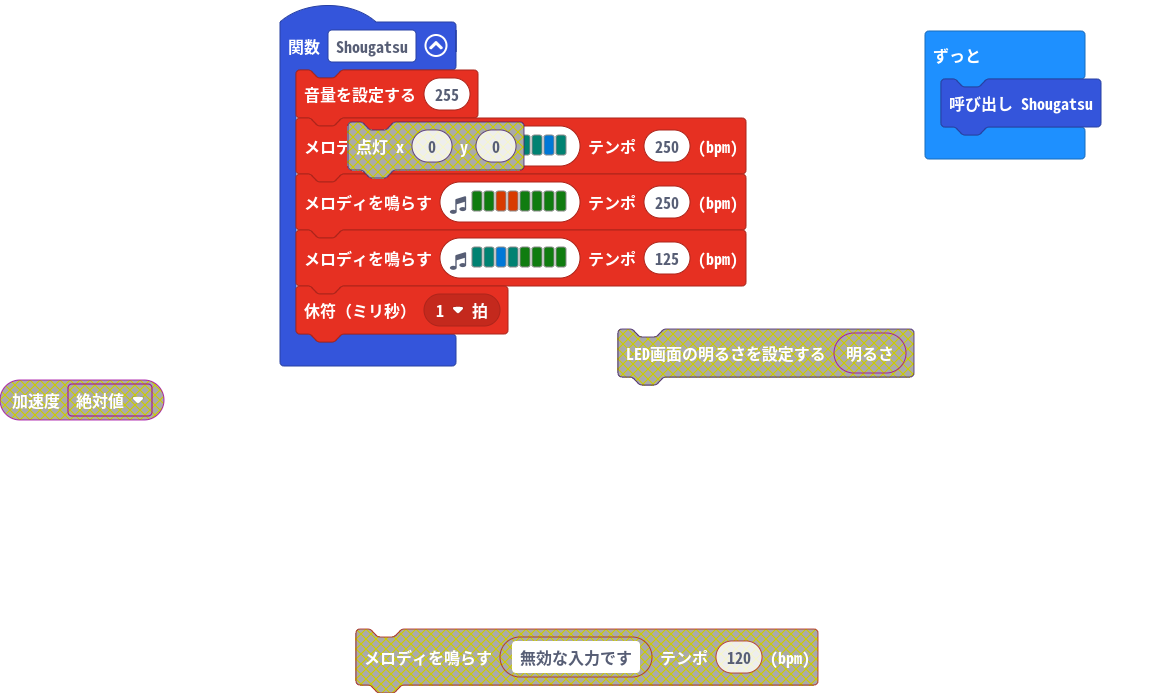 関数 Shougatsu
ずっと
音量を設定する 255
呼び出し Shougatsu
メロデ
点灯 x 0 y 0
テンポ 250 (bpm)
メロディを鳴らす テンポ 250 (bpm)
メロディを鳴らす テンポ 125 (bpm)
休符（ミリ秒） 1 拍
LED画面の明るさを設定する 明るさ
加速度 絶対値
メロディを鳴らす 無効な入力です テンポ 120 (bpm)